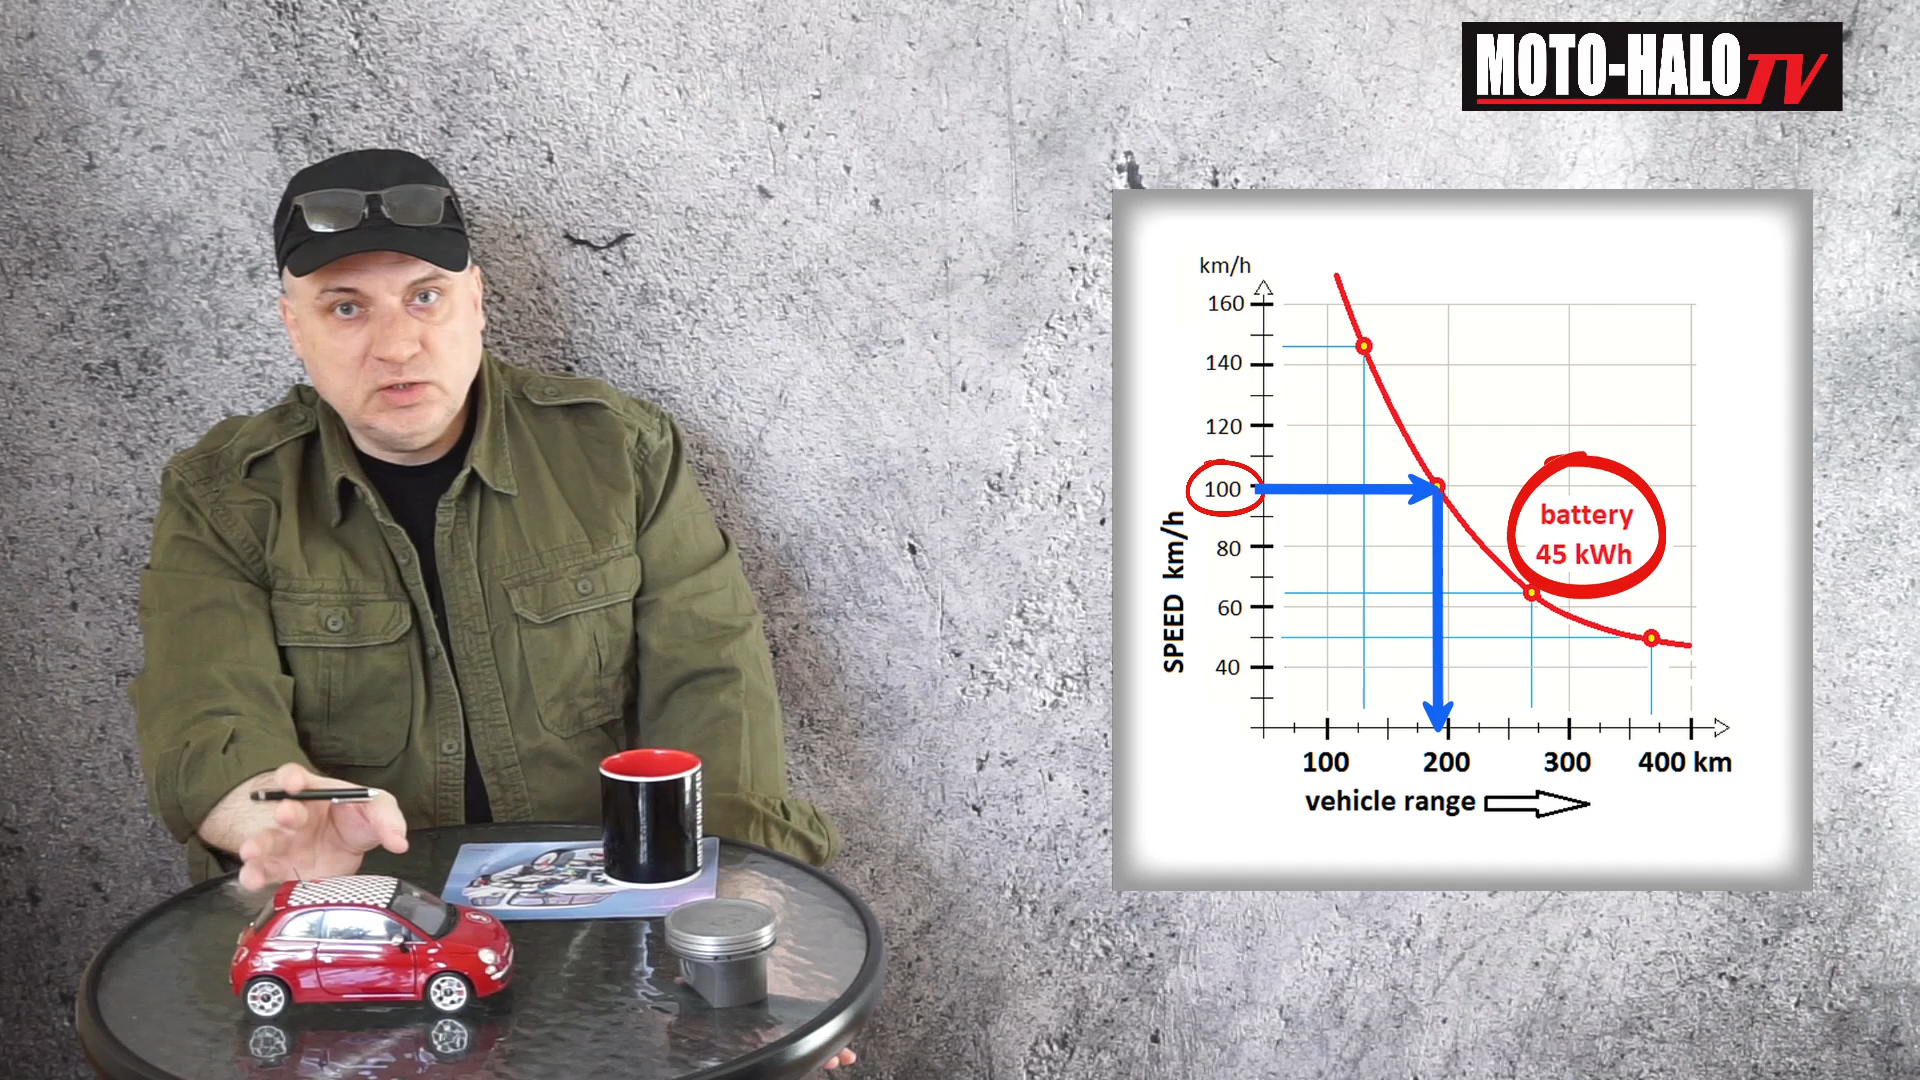 MOTO-HALO TV
km/h
160
140
120
100
80
60
40
SPEED km/h
battery
45 kWh
100 200 300 400 km
vehicle range